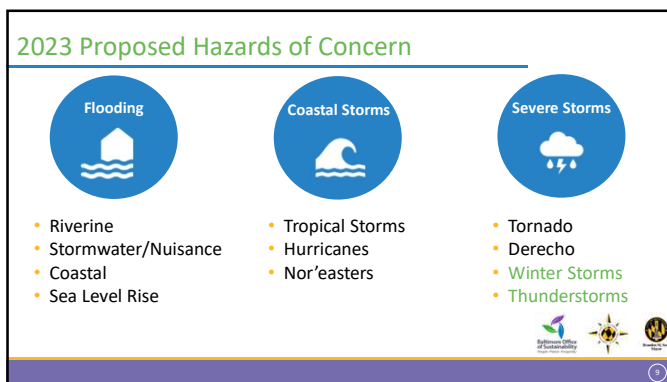 2023 Proposed Hazards of Concern
Flooding
• Riverine
• Stormwater/Nuisance
• Coastal
• Sea Level Rise
Coastal Storms
• Tropical Storms
• Hurricanes
• Nor'easters
Severe Storms
• Tornado
• Derecho
• Winter Storms
• Thunderstorms
Baltimore Office
of Sustainability
9